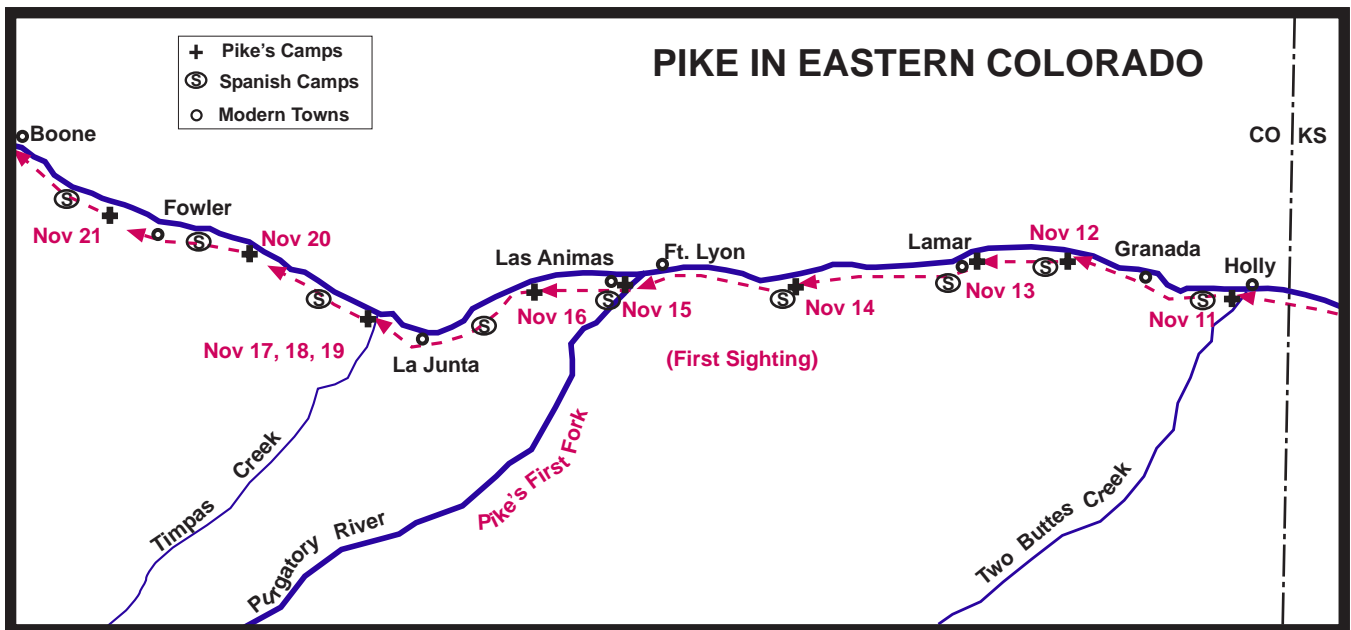 PIKE IN EASTERN COLORADO
Pike's Camps
S Spanish Camps
Modern Towns
CO KS
Boone
Fowler
S
S
Nov 21
Nov 20
S
Nov 17, 18, 19
La Junta
S
Las Animas
Ft. Lyon
S
Nov 16
Nov 15
S
Nov 14
(First Sighting)
Lamar
S
Nov 13
Nov 12
S
Granada
Holly
S
Nov 11
Timpas Creek
Purgatory River
Pike's First Fork
Two Buttes Creek